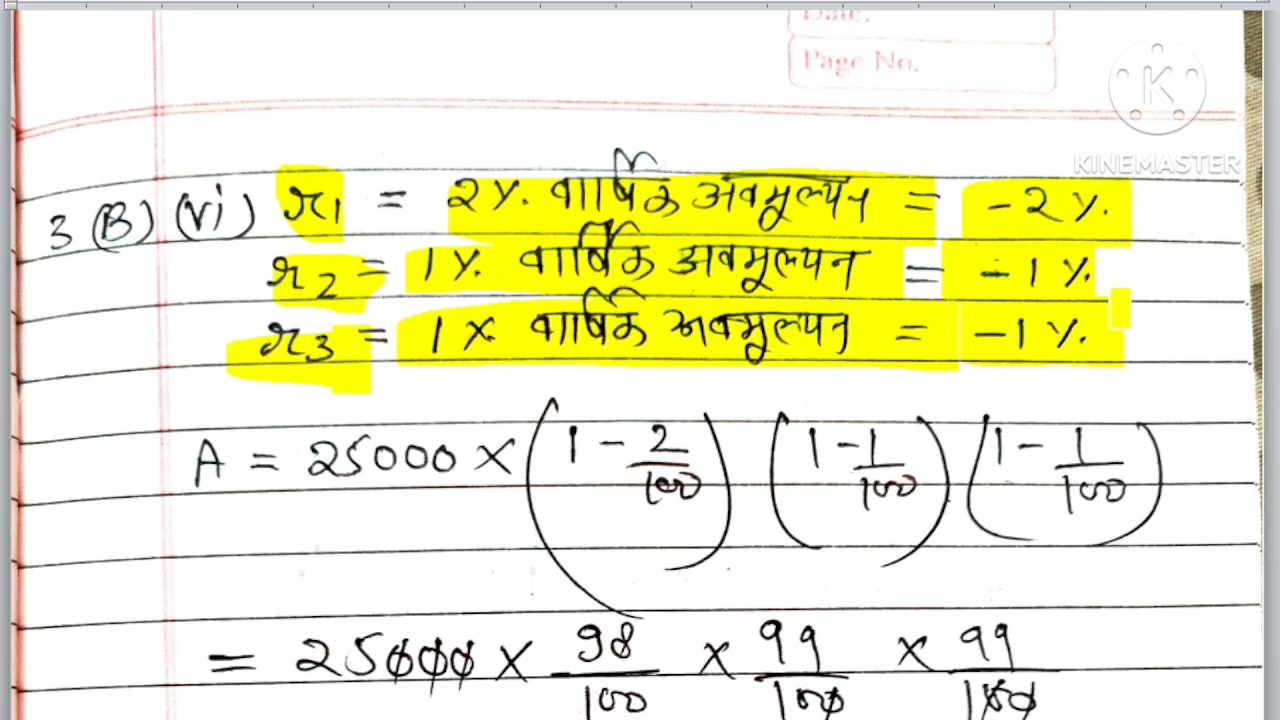 Date.
Page No.
K
KINEMASTER
3 (B) (vi) r1 = 2%. वार्षिक अवमूल्यन = -2%.
r2 = 1%. वार्षिक अवमूल्यन = -1%.
r3 = 1% वार्षिक अवमूल्यन = -1%.
A = 25000 × (1 - 2/100) (1 - 1/100) (1 - 1/100)
= 25000 × 98/100 × 99/100 × 99/100